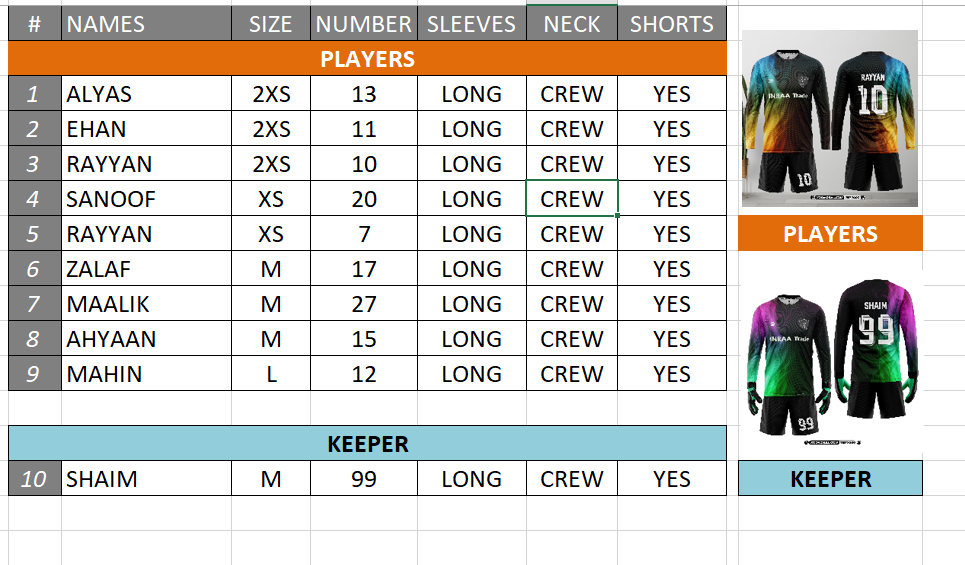 # NAMES SIZE NUMBER SLEEVES NECK SHORTS
PLAYERS
1 ALYAS 2XS 13 LONG CREW YES
2 EHAN 2XS 11 LONG CREW YES
3 RAYYAN 2XS 10 LONG CREW YES
4 SANOOF XS 20 LONG CREW YES
5 RAYYAN XS 7 LONG CREW YES
6 ZALAF M 17 LONG CREW YES
7 MAALIK M 27 LONG CREW YES
8 AHYAAN M 15 LONG CREW YES
9 MAHIN L 12 LONG CREW YES
KEEPER
10 SHAIM M 99 LONG CREW YES
RAYYAN
10
Trade
10
PLAYERS
SHAIM
99
Trade
99
KEEPER